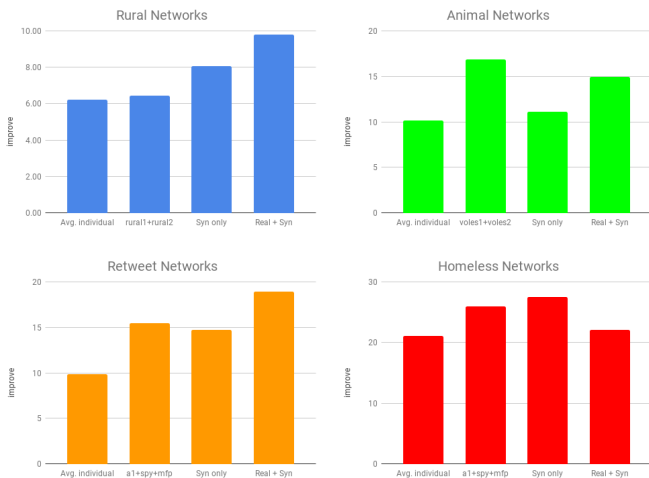 Rural Networks
10.00
8.00
6.00
4.00
2.00
0.00
improve
Avg. individual rural1+rural2 Syn only Real + Syn
Animal Networks
20
15
10
5
0
improve
Avg. individual voles1+voles2 Syn only Real + Syn
Retweet Networks
20
15
10
5
0
improve
Avg. individual a1+spy+mfp Syn only Real + Syn
Homeless Networks
30
20
10
0
improve
Avg. individual a1+spy+mfp Syn only Real + Syn